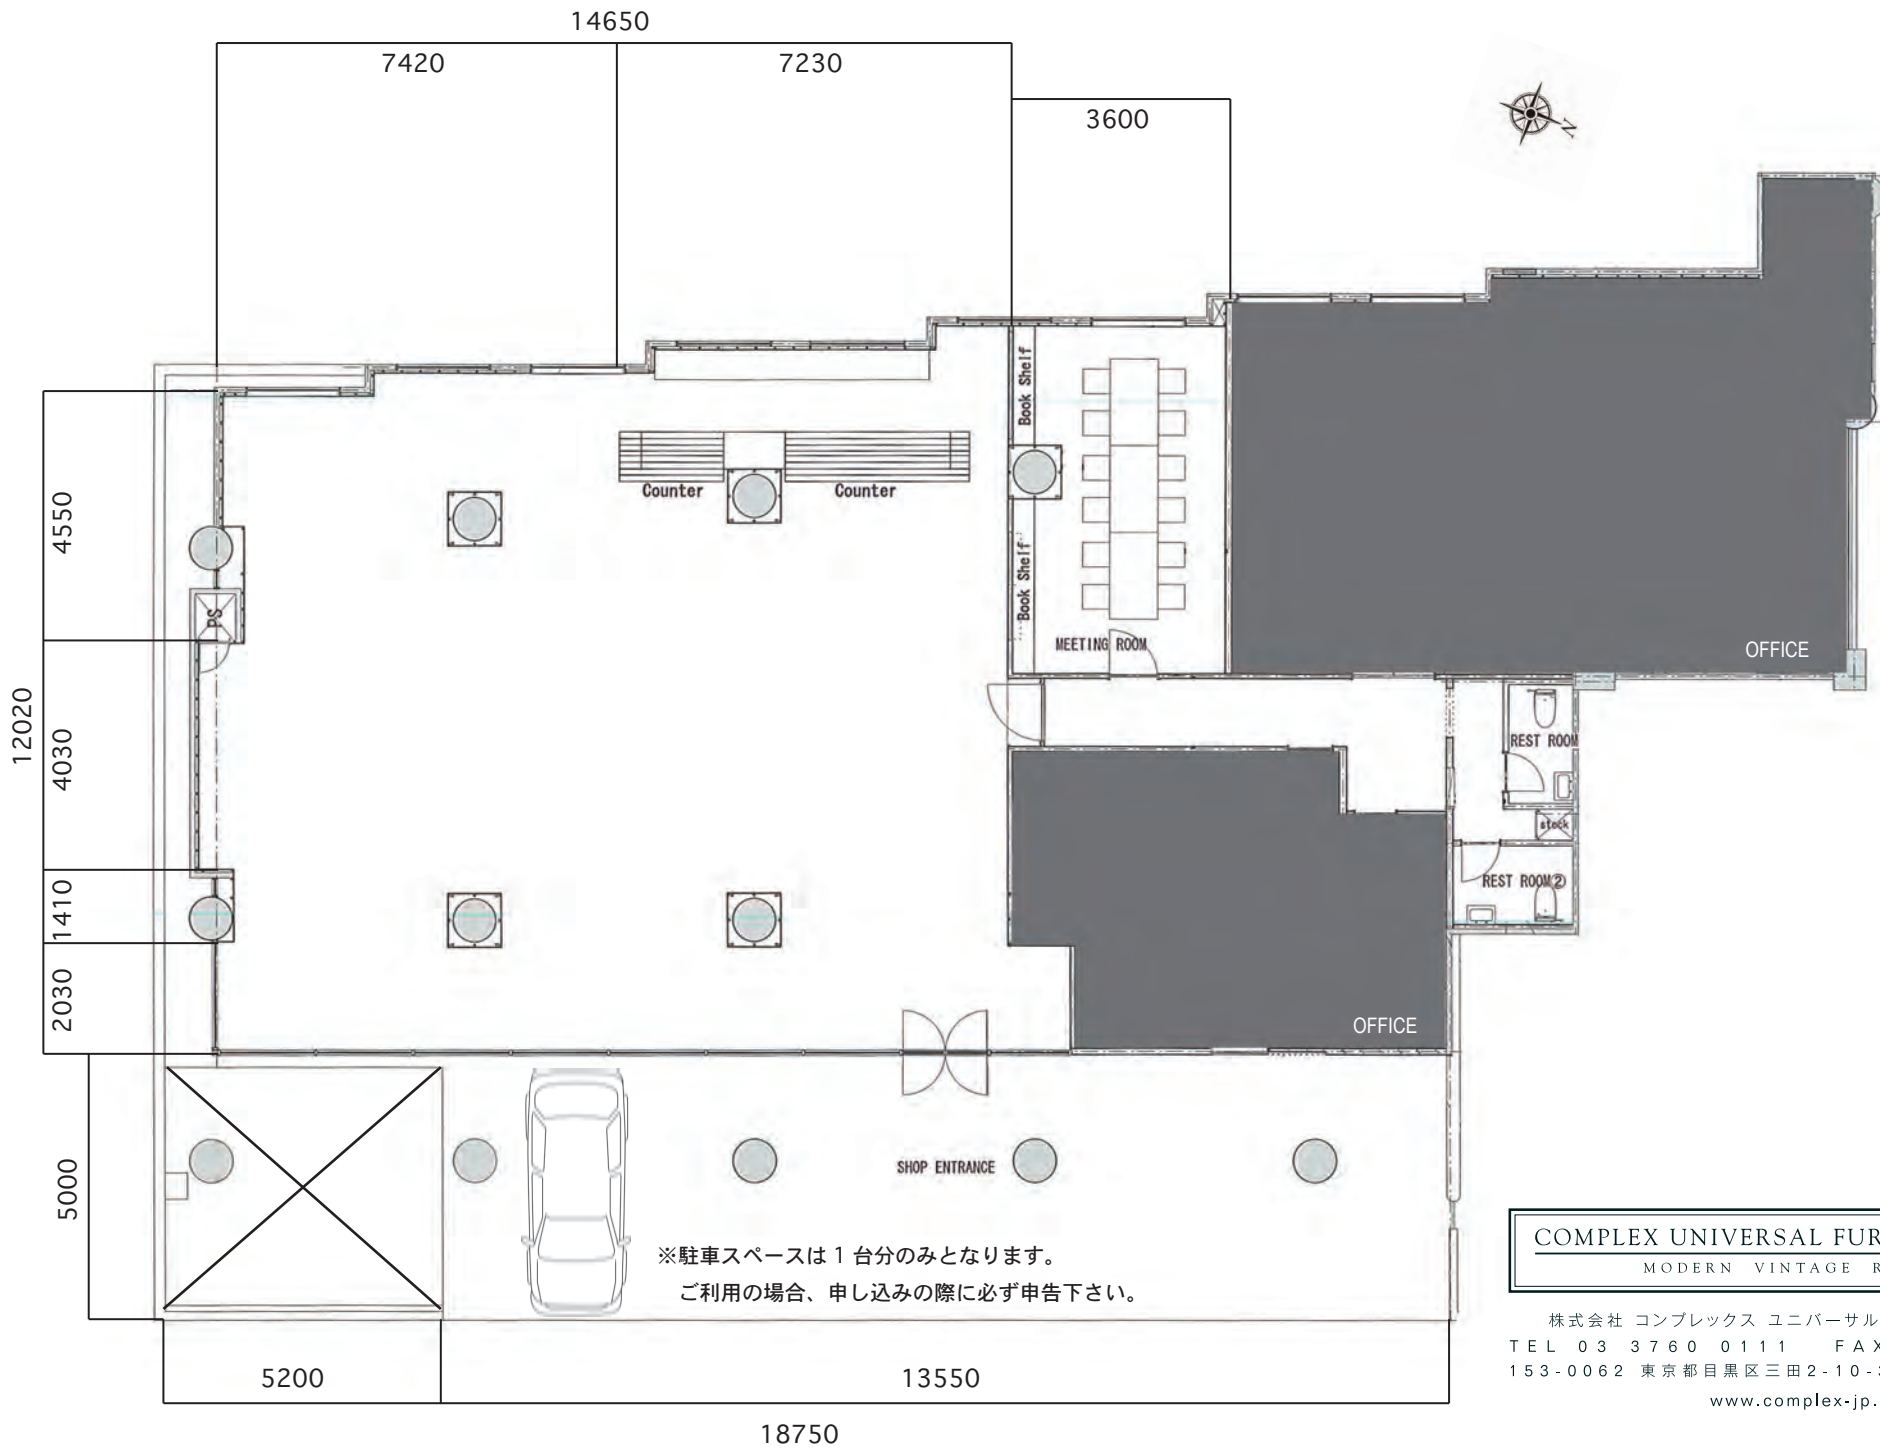 14650
7420
7230
3600
N
4550
12020
4030
1410
2030
5000
Counter
Counter
Book Shelf
Book Shelf
PS
MEETING ROOM
OFFICE
REST ROOM
stock
REST ROOM②
OFFICE
SHOP ENTRANCE
※駐車スペースは 1 台分のみとなります。
ご利用の場合、申し込みの際に必ず申告下さい。
5200
13550
18750
COMPLEX UNIVERSAL FUR
MODERN VINTAGE R
株式会社 コンプレックス ユニバーサル
TEL 03 3760 0111 FAX
153-0062 東京都目黒区三田2-10-
www.complex-jp.